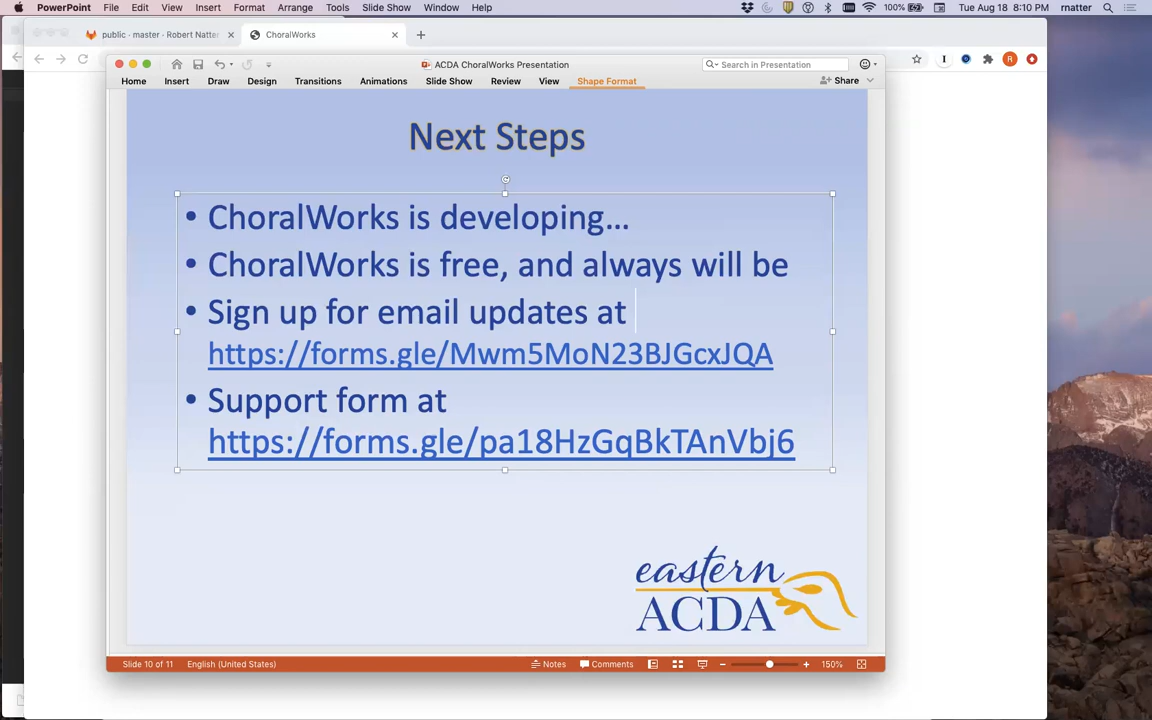 PowerPoint File Edit View Insert Format Arrange Tools Slide Show Window Help 100% Tue Aug 18 8:10 PM rnatter
public · master · Robert Natter ChoralWorks
ACDA ChoralWorks Presentation Search in Presentation
Home Insert Draw Design Transitions Animations Slide Show Review View Shape Format Share
Next Steps
• ChoralWorks is developing...
• ChoralWorks is free, and always will be
• Sign up for email updates at
https://forms.gle/Mwm5MoN23BJGcxJQA
• Support form at
https://forms.gle/pa18HzGqBkTAnVbj6
eastern
ACDA
Slide 10 of 11 English (United States) Notes Comments 150%